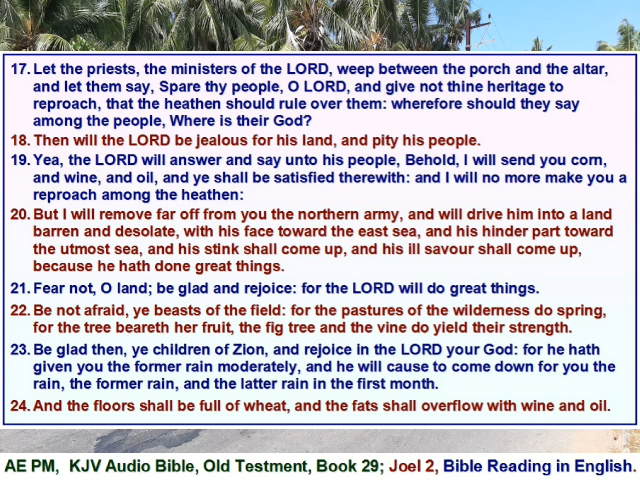 17. Let the priests, the ministers of the LORD, weep between the porch and the altar,
and let them say, Spare thy people, O LORD, and give not thine heritage to
reproach, that the heathen should rule over them: wherefore should they say
among the people, Where is their God?
18. Then will the LORD be jealous for his land, and pity his people.
19. Yea, the LORD will answer and say unto his people, Behold, I will send you corn,
and wine, and oil, and ye shall be satisfied therewith: and I will no more make you a
reproach among the heathen:
20. But I will remove far off from you the northern army, and will drive him into a land
barren and desolate, with his face toward the east sea, and his hinder part toward
the utmost sea, and his stink shall come up, and his ill savour shall come up,
because he hath done great things.
21. Fear not, O land; be glad and rejoice: for the LORD will do great things.
22. Be not afraid, ye beasts of the field: for the pastures of the wilderness do spring,
for the tree beareth her fruit, the fig tree and the vine do yield their strength.
23. Be glad then, ye children of Zion, and rejoice in the LORD your God: for he hath
given you the former rain moderately, and he will cause to come down for you the
rain, the former rain, and the latter rain in the first month.
24. And the floors shall be full of wheat, and the fats shall overflow with wine and oil.
AE PM, KJV Audio Bible, Old Testment, Book 29; Joel 2, Bible Reading in English.